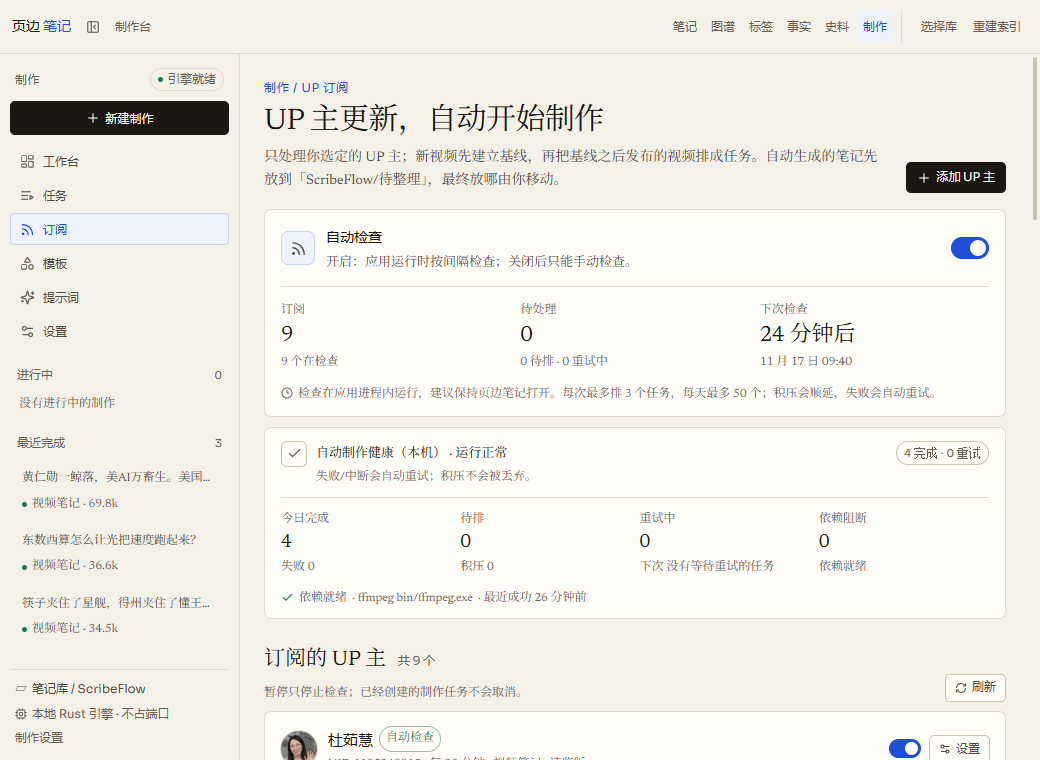 页边 笔记
制作台
笔记 图谱 标签 事实 史料 制作 选择库 重建索引
制作
引擎就绪
新建制作
工作台
任务
订阅
模板
提示词
设置
进行中 0
没有进行中的制作
最近完成 3
黄仁勋一鲸落，美AI万畜生。美国...
视频笔记 · 69.8k
东数西算怎么让光把速度跑起来？
视频笔记 · 36.6k
筷子夹住了星舰，得州夹住了懂王...
视频笔记 · 34.5k
笔记库 / ScribeFlow
本地 Rust 引擎 · 不占端口
制作设置
制作 / UP 订阅
UP 主更新，自动开始制作
只处理你选定的 UP 主；新视频先建立基线，再把基线之后发布的视频排成任务。自动生成的笔记先
放到「ScribeFlow/待整理」，最终放哪由你移动。
添加 UP 主
自动检查
开启：应用运行时按间隔检查；关闭后只能手动检查。
订阅 待处理 下次检查
9 0 24 分钟后
9 个在检查 0 待排 · 0 重试中 11 月 17 日 09:40
检查在应用进程内运行，建议保持页边笔记打开。每次最多排 3 个任务，每天最多 50 个；积压会顺延，失败会自动重试。
自动制作健康（本机） · 运行正常
4 完成 · 0 重试
失败/中断会自动重试；积压不会被丢弃。
今日完成 待排 重试中 依赖阻断
4 0 0 0
失败 0 积压 0 下次 没有等待重试的任务 依赖就绪
依赖就绪 · ffmpeg bin/ffmpeg.exe · 最近成功 26 分钟前
订阅的 UP 主 共 9 个
暂停只停止检查；已经创建的制作任务不会取消。
刷新
杜茹慧 自动检查
设置